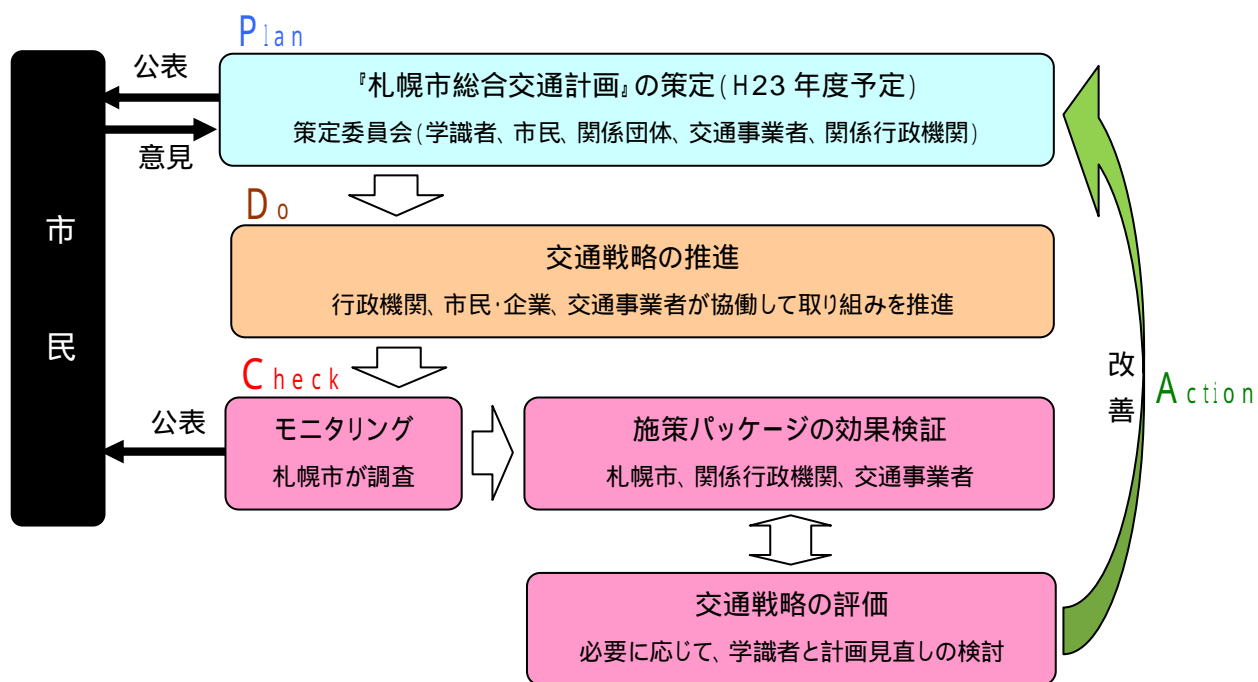 Plan
『札幌市総合交通計画』の策定(H23年度予定)
策定委員会(学識者、市民、関係団体、交通事業者、関係行政機関)
公表
意見
市民
Do
交通戦略の推進
行政機関、市民・企業、交通事業者が協働して取り組みを推進
Check
モニタリング
札幌市が調査
公表
施策パッケージの効果検証
札幌市、関係行政機関、交通事業者
交通戦略の評価
必要に応じて、学識者と計画見直しの検討
改善
Action